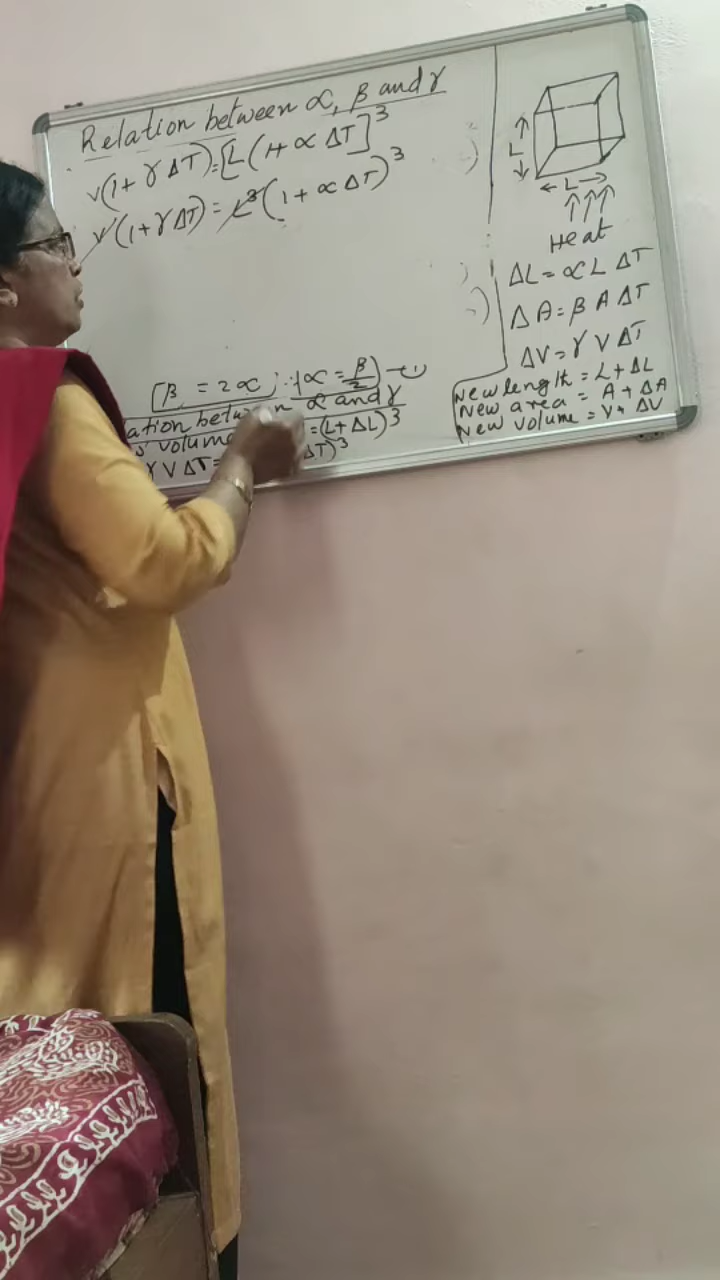 Relation between ∝, β and γ
V(1+ γ ΔT) = [L(1+ ∝ ΔT]³
V(1+γΔT) = L³(1+∝ΔT)³
[β = 2∝; ∴ ∝ = β/2] -(1)
ation between ∝ and γ
volume = (L+ΔL)³
γ V ΔT = ΔT)³
L
← L →
Heat
ΔL = ∝ L ΔT
ΔA = β A ΔT
ΔV = γ V ΔT
New length = L+ΔL
New area = A + ΔA
New volume = V+ ΔV